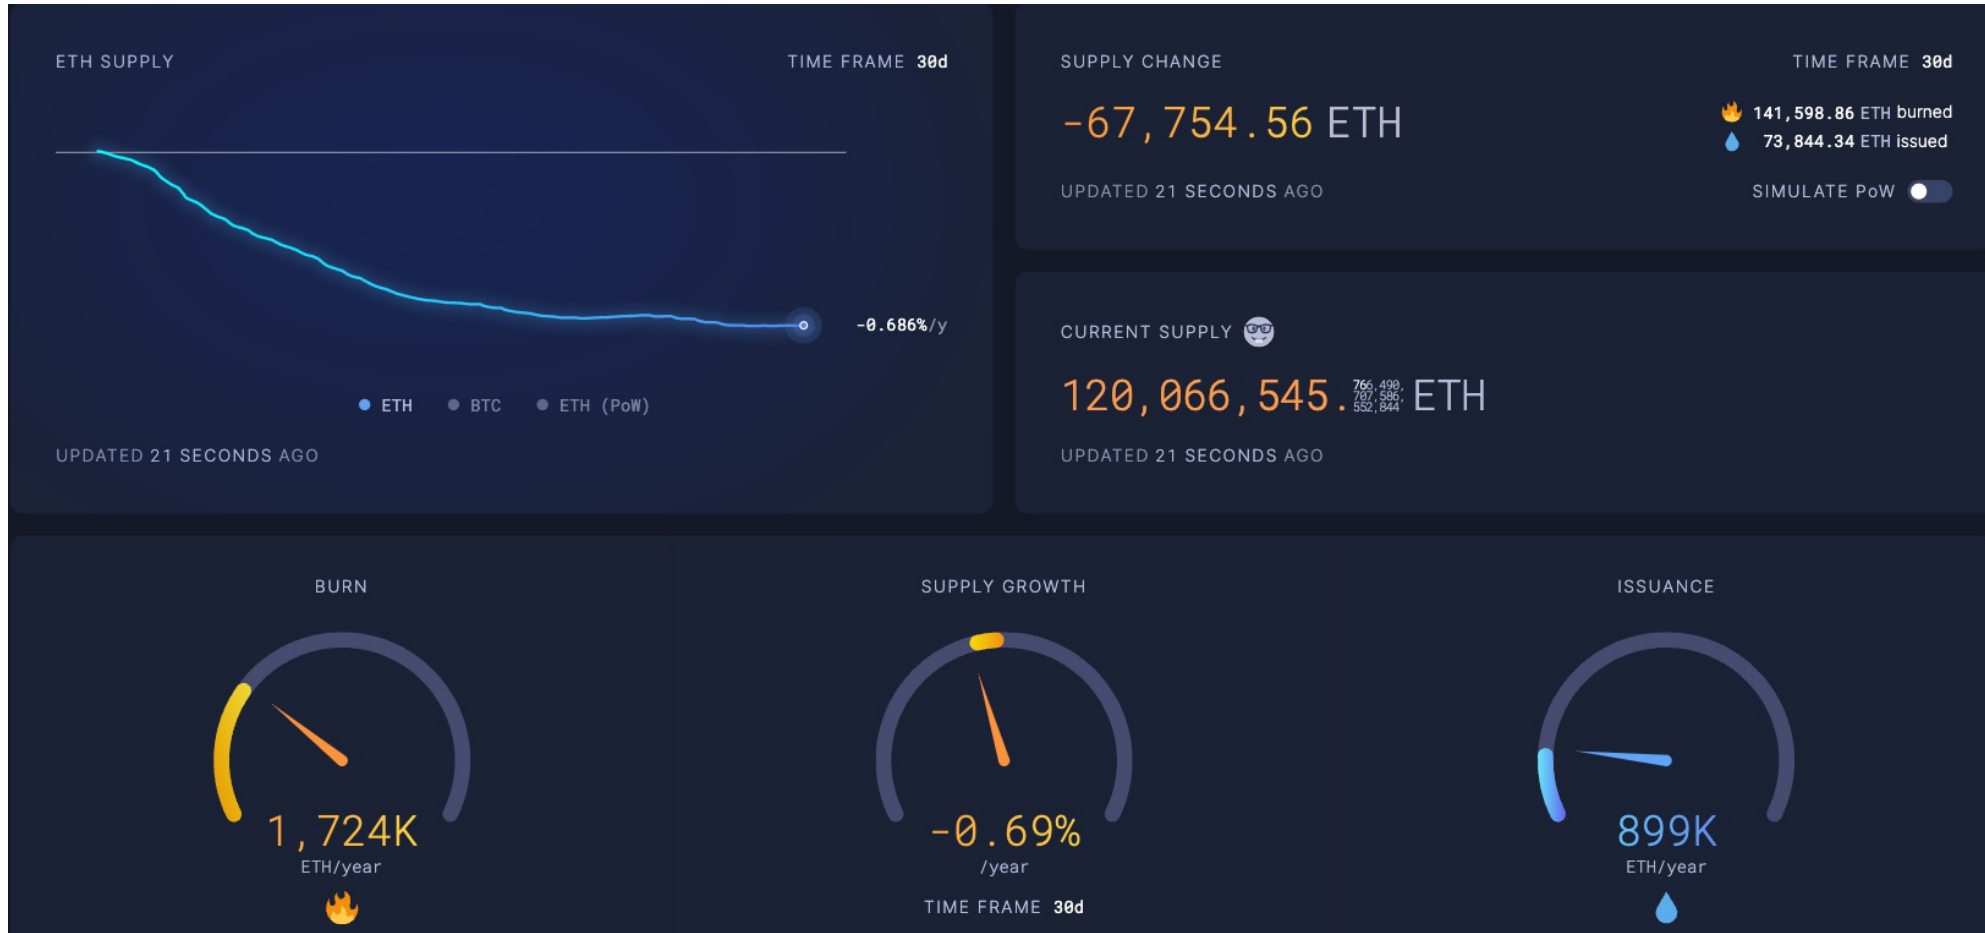 ETH SUPPLY
TIME FRAME 30d
-0.686%/y
ETH
BTC
ETH (PoW)
UPDATED 21 SECONDS AGO
SUPPLY CHANGE
TIME FRAME 30d
-67,754.56 ETH
141,598.86 ETH burned
73,844.34 ETH issued
UPDATED 21 SECONDS AGO
SIMULATE PoW
CURRENT SUPPLY
120,066,545.766,490,707,586,552,844 ETH
UPDATED 21 SECONDS AGO
BURN
1,724K
ETH/year
SUPPLY GROWTH
-0.69%
/year
TIME FRAME 30d
ISSUANCE
899K
ETH/year